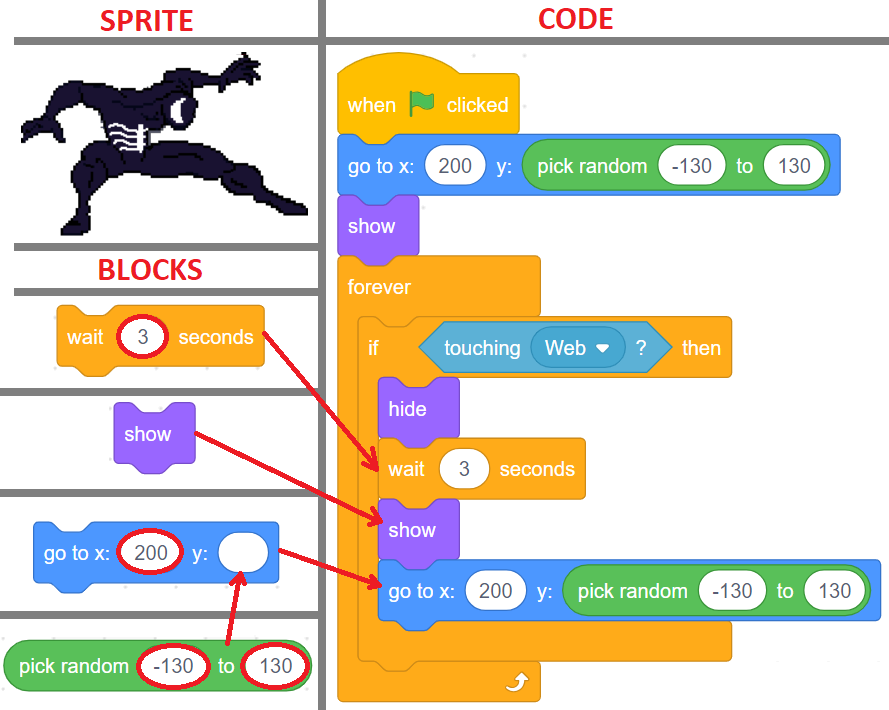 SPRITE
BLOCKS
wait 3 seconds
show
go to x: 200 y:
pick random -130 to 130
CODE
when clicked
go to x: 200 y: pick random -130 to 130
show
forever
if touching Web ? then
hide
wait 3 seconds
show
go to x: 200 y: pick random -130 to 130